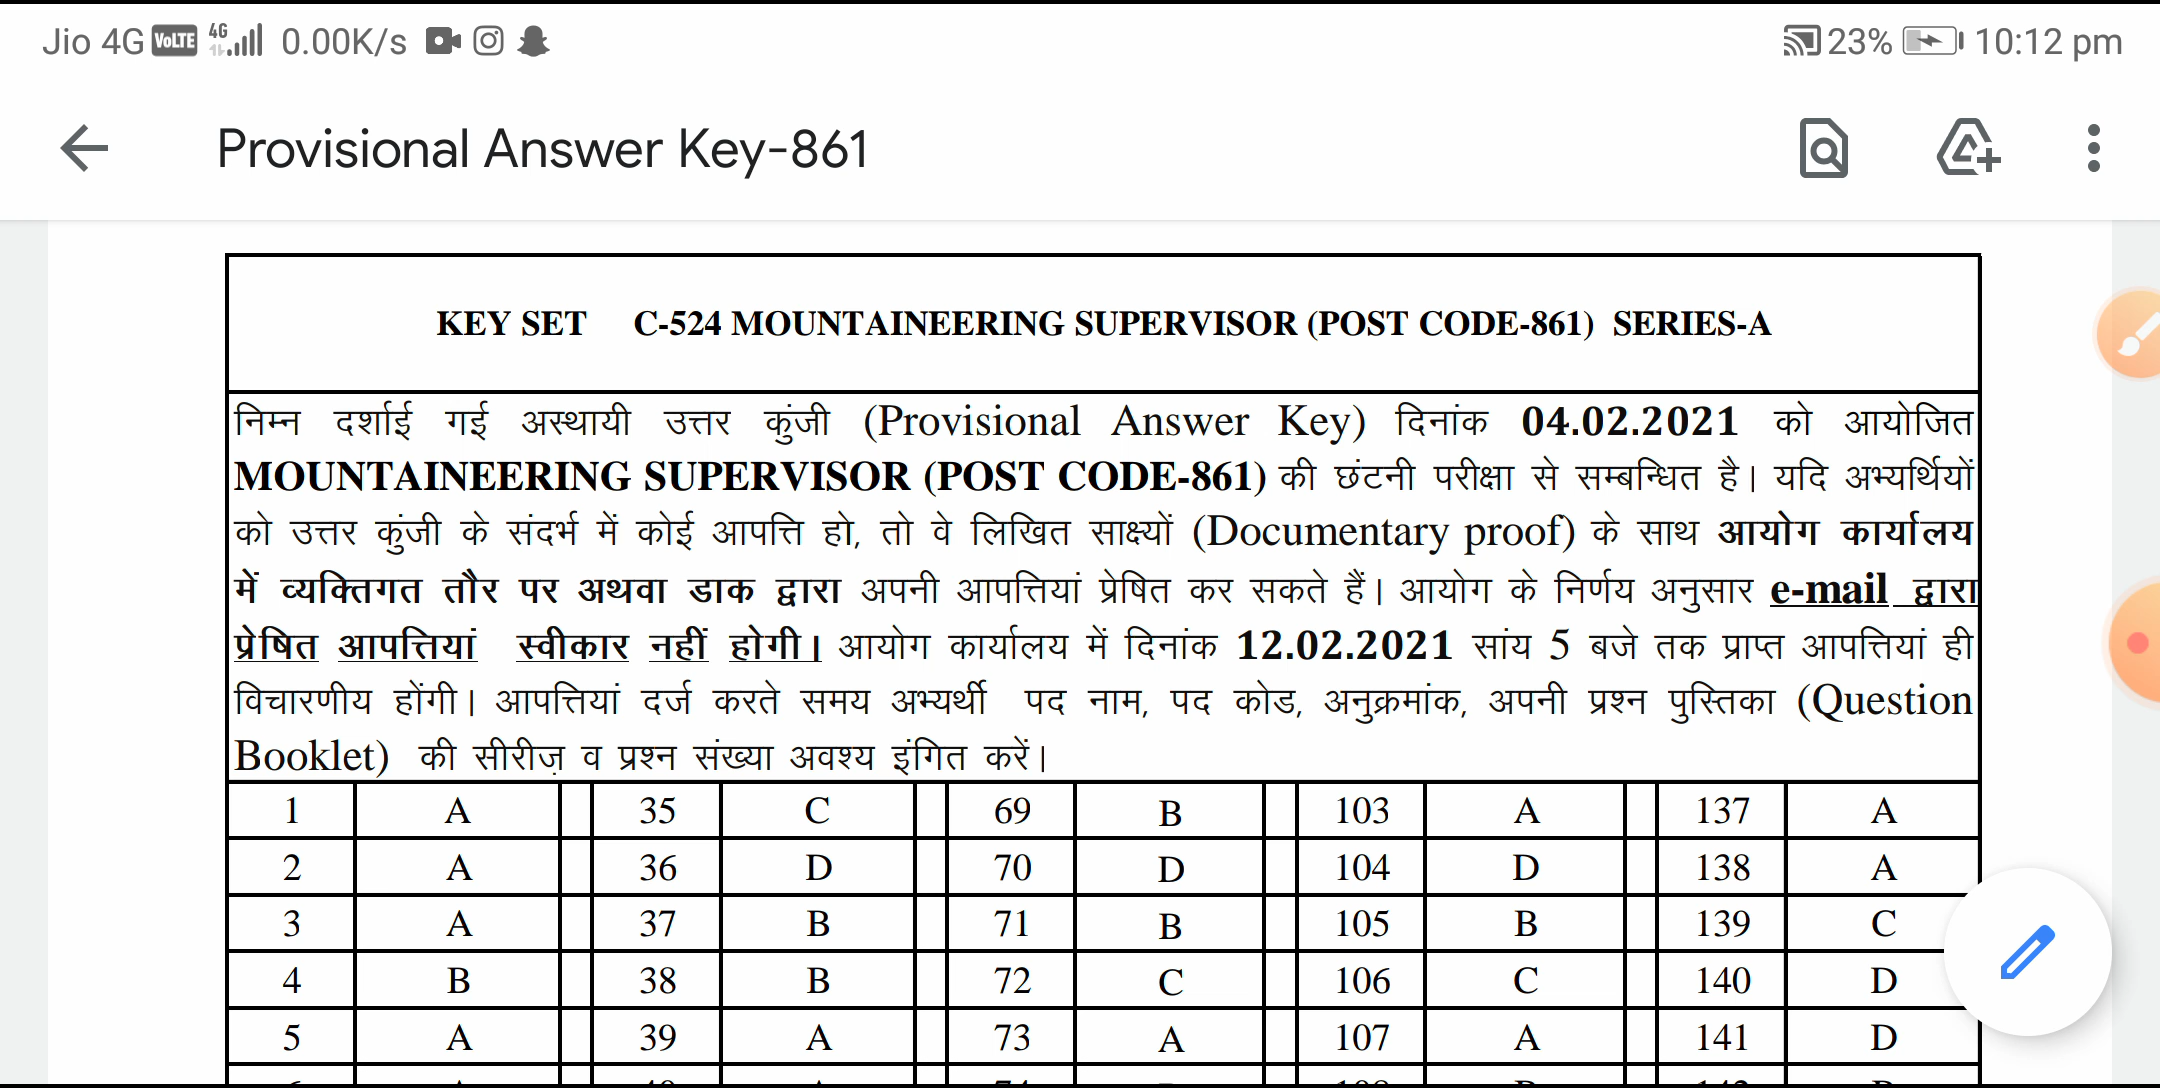 Jio 4G VoLTE 4G 0.00K/s 23% 10:12 pm
Provisional Answer Key-861
KEY SET C-524 MOUNTAINEERING SUPERVISOR (POST CODE-861) SERIES-A
निम्न दर्शाई गई अस्थायी उत्तर कुंजी (Provisional Answer Key) दिनांक 04.02.2021 को आयोजित
MOUNTAINEERING SUPERVISOR (POST CODE-861) की छंटनी परीक्षा से सम्बन्धित है। यदि अभ्यर्थियों
को उत्तर कुंजी के संदर्भ में कोई आपत्ति हो, तो वे लिखित साक्ष्यों (Documentary proof) के साथ आयोग कार्यालय
में व्यक्तिगत तौर पर अथवा डाक द्वारा अपनी आपत्तियां प्रेषित कर सकते हैं। आयोग के निर्णय अनुसार e-mail द्वारा
प्रेषित आपत्तियां स्वीकार नहीं होगी। आयोग कार्यालय में दिनांक 12.02.2021 सांय 5 बजे तक प्राप्त आपत्तियां ही
विचारणीय होंगी। आपत्तियां दर्ज करते समय अभ्यर्थी पद नाम, पद कोड, अनुक्रमांक, अपनी प्रश्न पुस्तिका (Question
Booklet) की सीरीज़ व प्रश्न संख्या अवश्य इंगित करें।
1 A 35 C 69 B 103 A 137 A
2 A 36 D 70 D 104 D 138 A
3 A 37 B 71 B 105 B 139 C
4 B 38 B 72 C 106 C 140 D
5 A 39 A 73 A 107 A 141 D